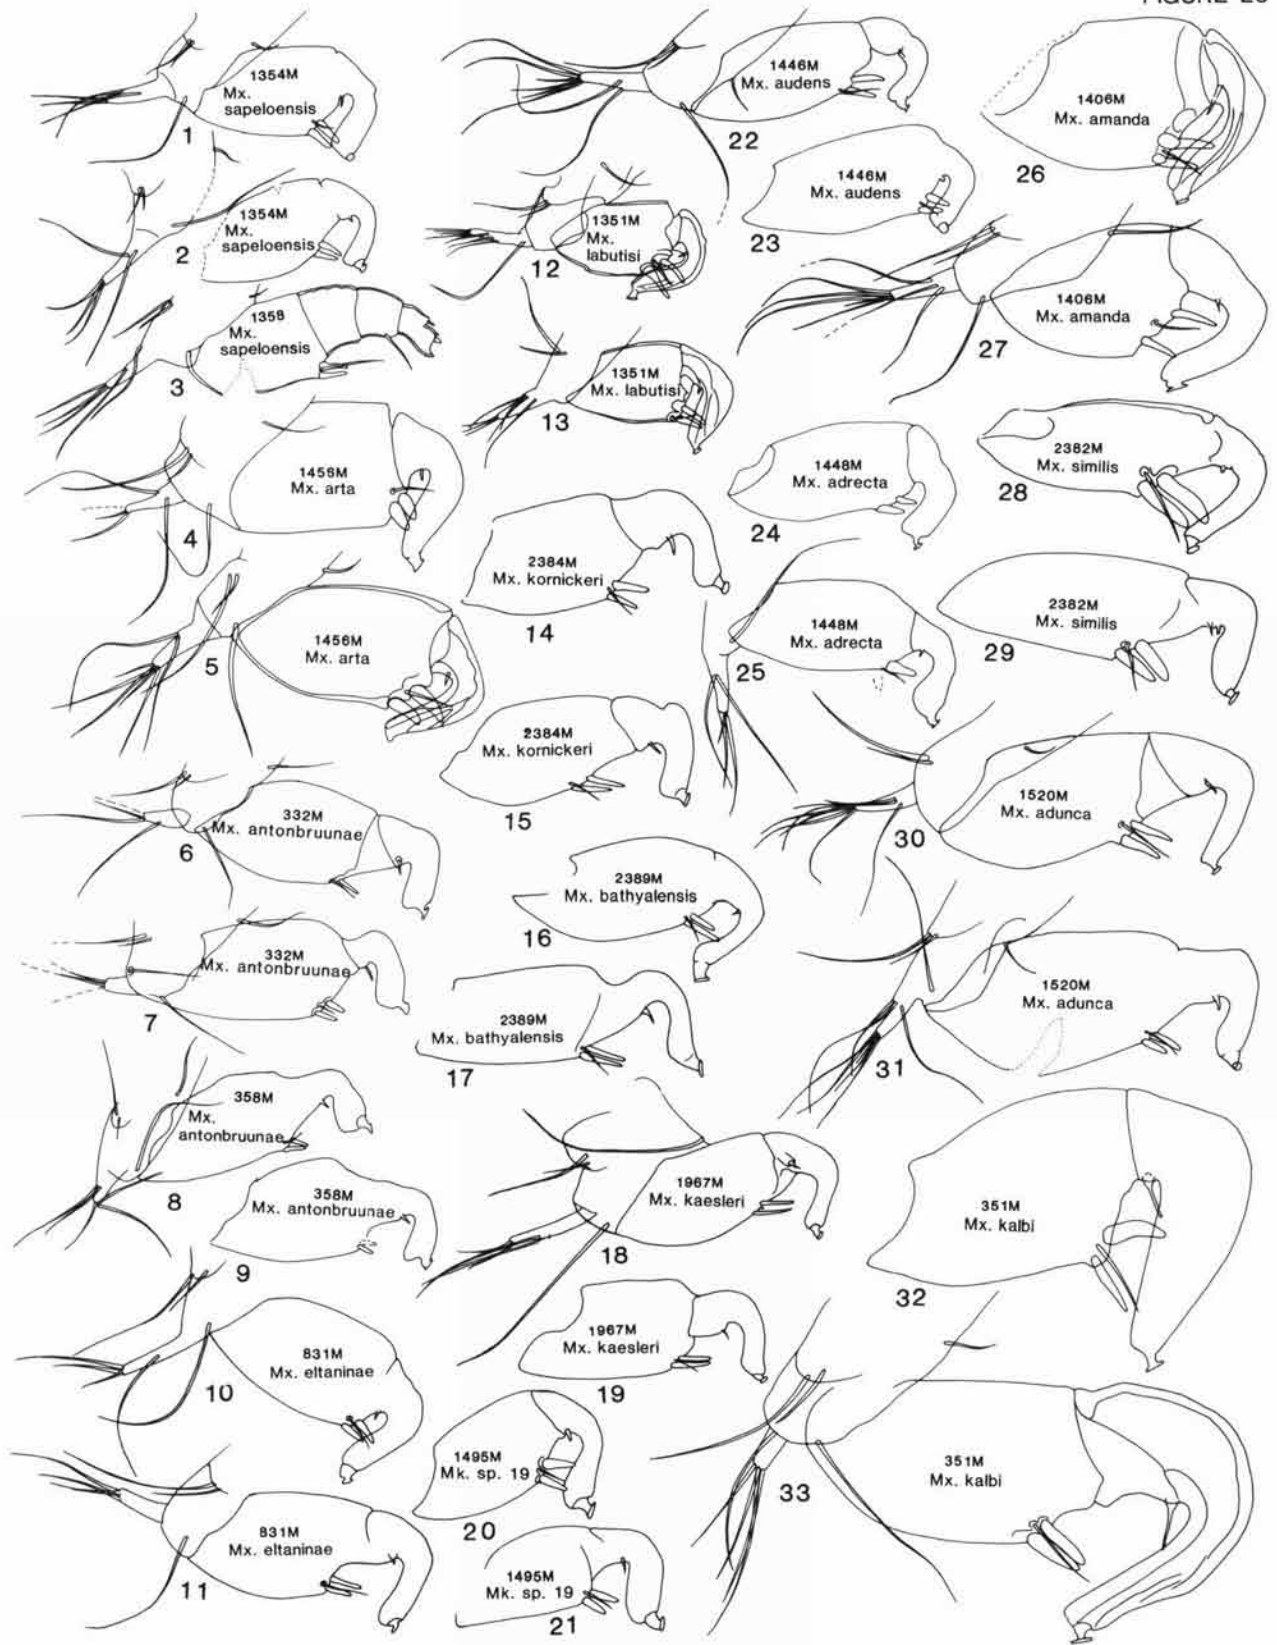 1354M
Mx.
sapeloensis
1
1354M
Mx.
sapeloensis
2
1358
Mx.
sapeloensis
3
1456M
Mx. arta
4
1456M
Mx. arta
5
332M
Mx. antonbruunae
6
332M
Mx. antonbruunae
7
358M
Mx.
antonbruunae
8
358M
Mx. antonbruunae
9
831M
Mx. eltaninae
10
831M
Mx. eltaninae
11
1351M
Mx.
labutisi
12
1351M
Mx. labutisi
13
2384M
Mx. kornickeri
14
2384M
Mx. kornickeri
15
2389M
Mx. bathyalensis
16
2389M
Mx. bathyalensis
17
1967M
Mx. kaesleri
18
1967M
Mx. kaesleri
19
1495M
Mk. sp. 19
20
1495M
Mk. sp. 19
21
1446M
Mx. audens
22
1446M
Mx. audens
23
1448M
Mx. adrecta
24
1448M
Mx. adrecta
25
1406M
Mx. amanda
26
1406M
Mx. amanda
27
2382M
Mx. similis
28
2382M
Mx. similis
29
1520M
Mx. adunca
30
1520M
Mx. adunca
31
351M
Mx. kalbi
32
351M
Mx. kalbi
33